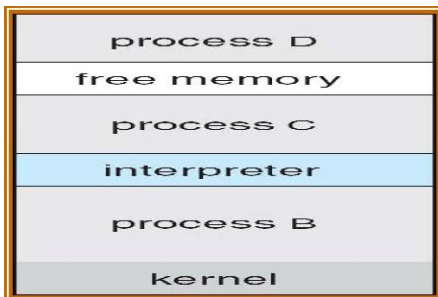 process D
free memory
process C
interpreter
process B
kernel